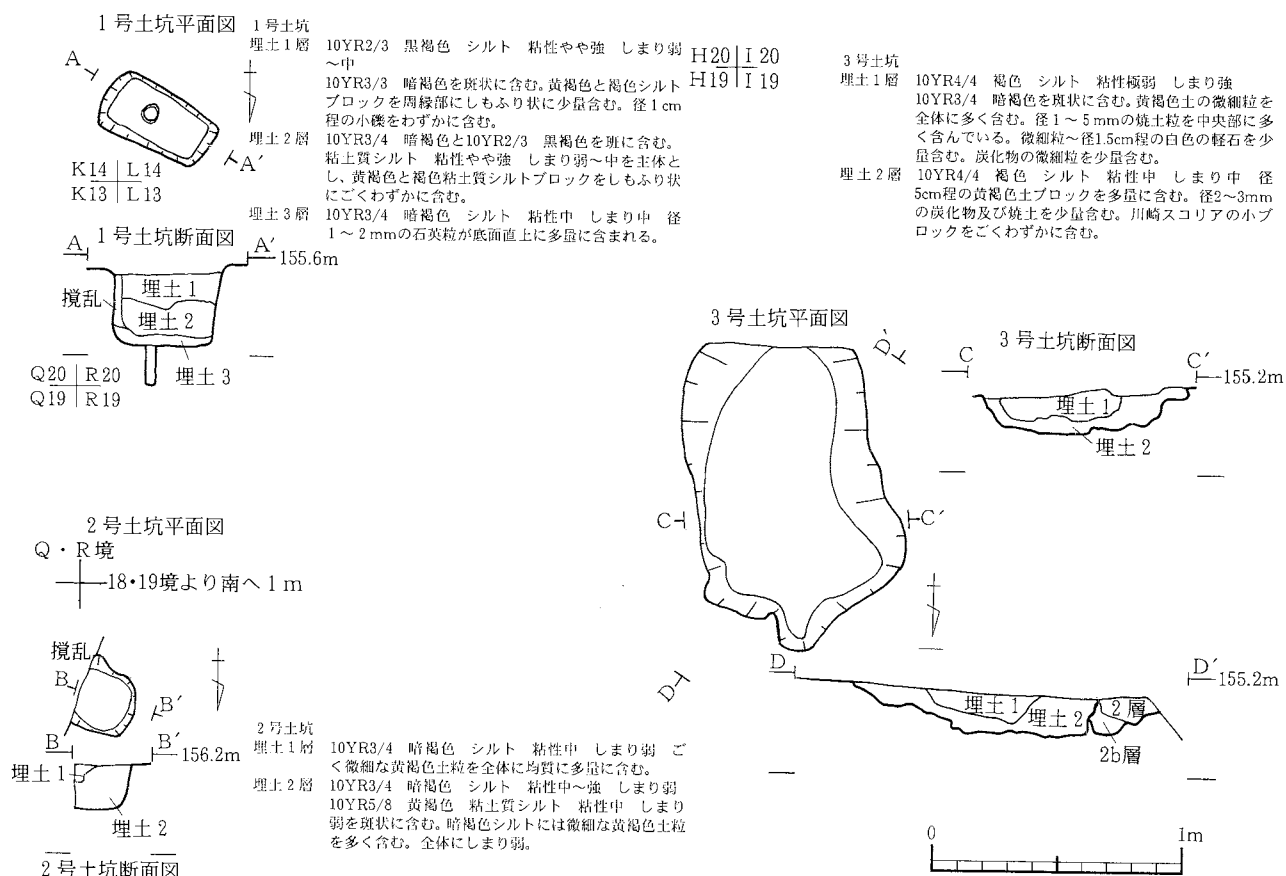 1号土坑平面図
1号土坑
埋土1層 10YR2/3 黒褐色 シルト 粘性やや強 しまり弱
～中
10YR3/3 暗褐色を斑状に含む。黄褐色と褐色シルト
ブロックを周縁部にしもふり状に少量含む。径1cm
程の小礫をわずかに含む。
埋土2層 10YR3/4 暗褐色と10YR2/3 黒褐色を班に含む。
粘土質シルト 粘性やや強 しまり弱～中を主体と
し、黄褐色と褐色粘土質シルトブロックをしもふり状
にごくわずかに含む。
埋土3層 10YR3/4 暗褐色 シルト 粘性中 しまり中 径
1～2mmの石英粒が底面直上に多量に含まれる。
A
A′
K14 L14
K13 L13
1号土坑断面図
A A′ 155.6m
撹乱
埋土1
埋土2
埋土3
Q20 R20
Q19 R19
2号土坑平面図
Q・R境
18・19境より南へ1m
撹乱
B
B′
B B′ 156.2m
埋土1
埋土2
2号土坑断面図
2号土坑
埋土1層 10YR3/4 暗褐色 シルト 粘性中 しまり弱 ご
く微細な黄褐色土粒を全体に均質に多量に含む。
埋土2層 10YR3/4 暗褐色 シルト 粘性中～強 しまり弱
10YR5/8 黄褐色 粘土質シルト 粘性中 しまり
弱を斑状に含む。暗褐色シルトには微細な黄褐色土粒
を多く含む。全体にしまり弱。
H20 I20
H19 I19
3号土坑
埋土1層 10YR4/4 褐色 シルト 粘性極弱 しまり強
10YR3/4 暗褐色を斑状に含む。黄褐色土の微細粒を
全体に多く含む。径1～5mmの焼土粒を中央部に多
く含んでいる。微細粒～径1.5cm程の白色の軽石を少
量含む。炭化物の微細粒を少量含む。
埋土2層 10YR4/4 褐色 シルト 粘性中 しまり中 径
5cm程の黄褐色土ブロックを多量に含む。径2～3mm
の炭化物及び焼土を少量含む。川崎スコリアの小ブ
ロックをごくわずかに含む。
3号土坑平面図
D′
C C′
D
3号土坑断面図
C C′ 155.2m
埋土1
埋土2
D D′ 155.2m
埋土1 埋土2 2層
2b層
0 1m